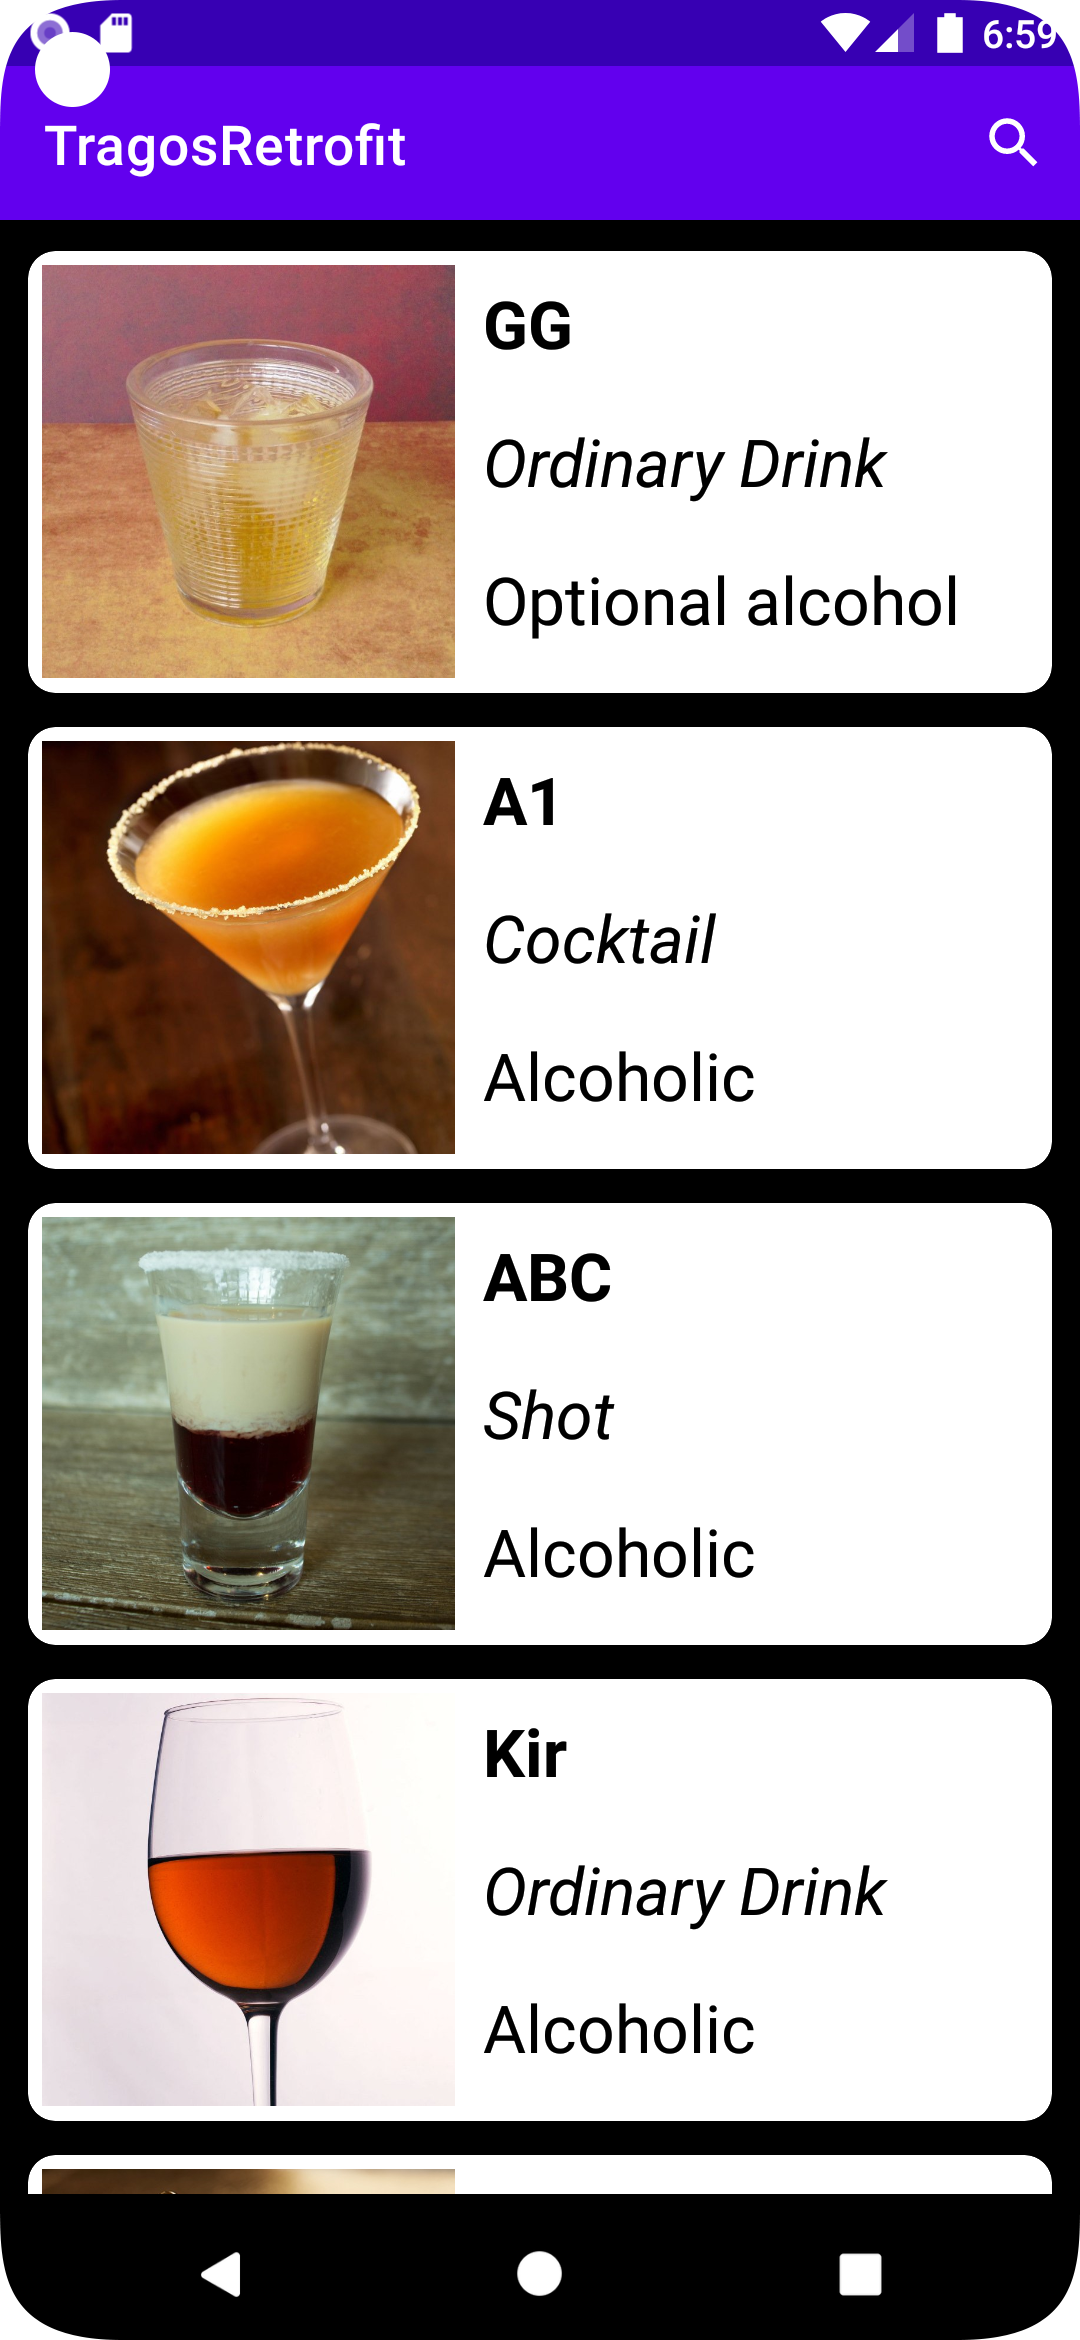 6:59
TragosRetrofit
GG
Ordinary Drink
Optional alcohol
A1
Cocktail
Alcoholic
ABC
Shot
Alcoholic
Kir
Ordinary Drink
Alcoholic